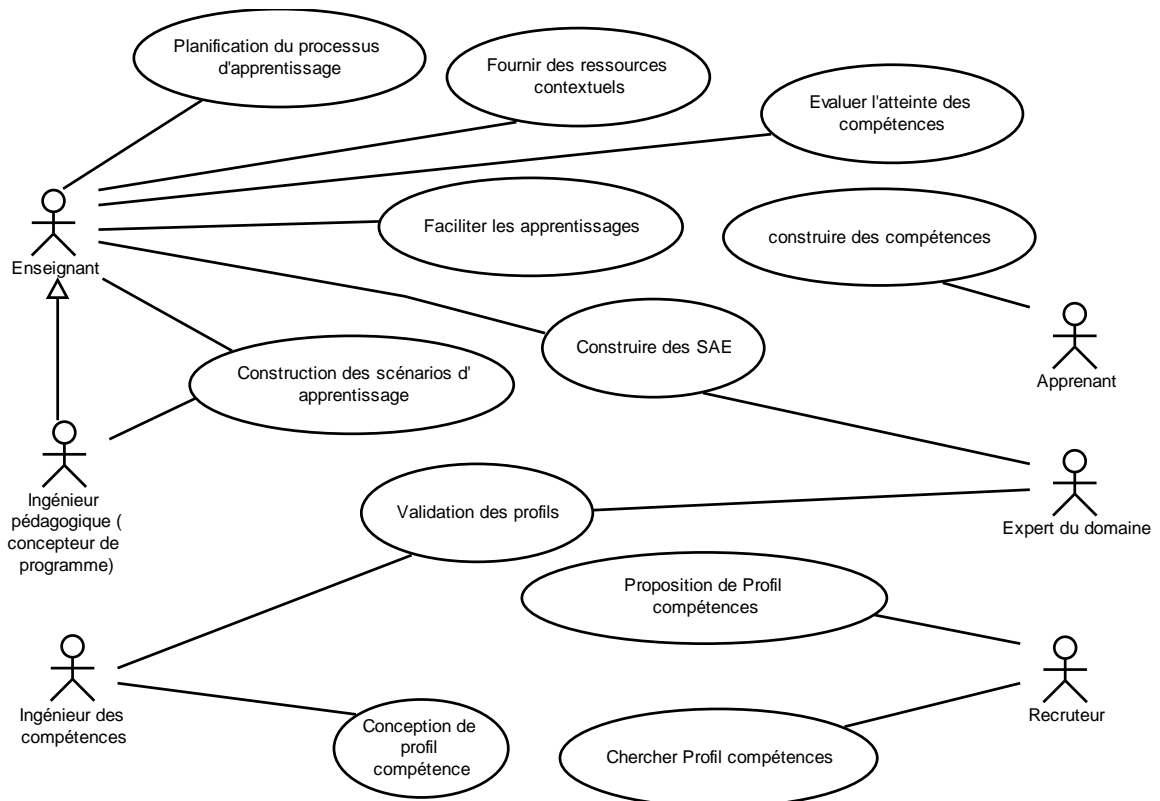 Planification du processus
d'apprentissage
Fournir des ressources
contextuels
Evaluer l'atteinte des
compétences
Faciliter les apprentissages
construire des compétences
Enseignant
Construire des SAE
Construction des scénarios d'
apprentissage
Apprenant
Ingénieur
pédagogique (
concepteur de
programme)
Validation des profils
Expert du domaine
Proposition de Profil
compétences
Ingénieur des
compétences
Recruteur
Conception de
profil
compétence
Chercher Profil compétences